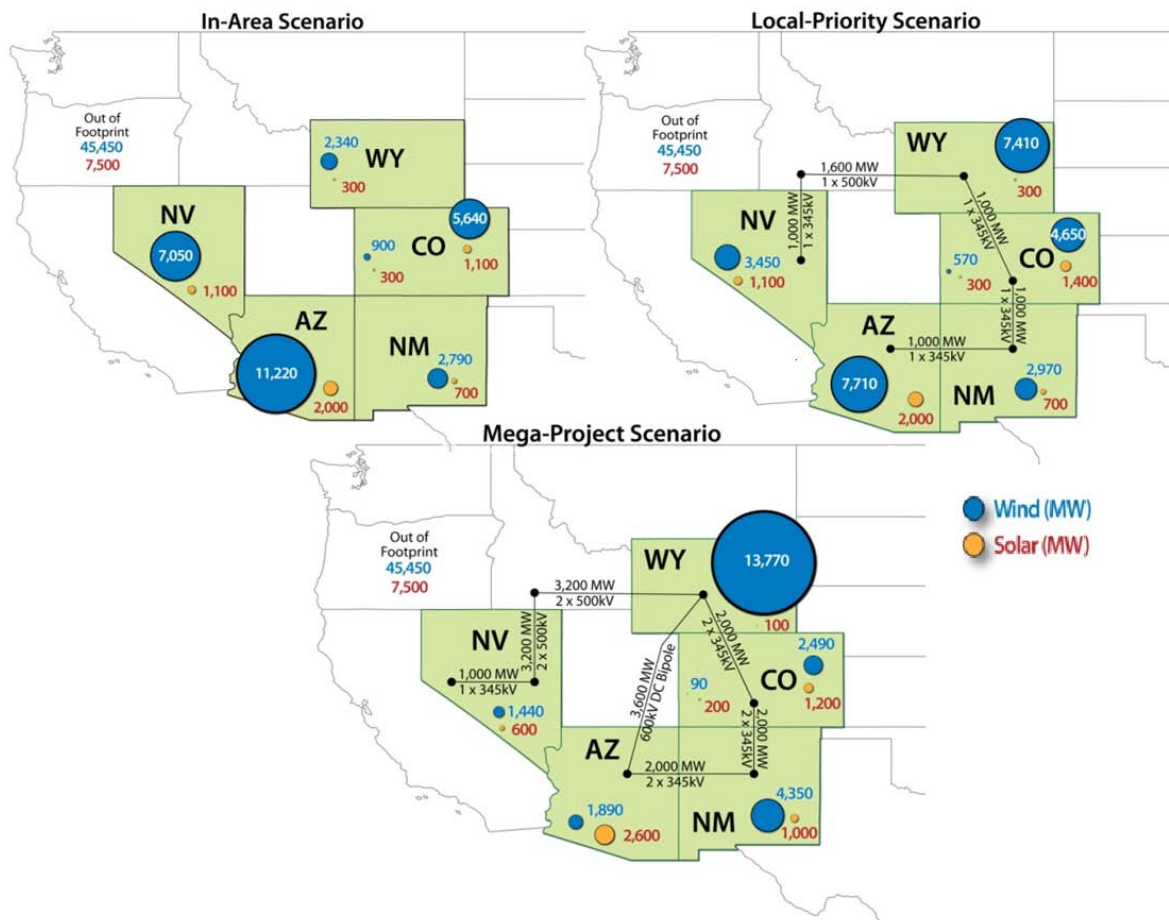 In-Area Scenario
Out of
Footprint
45,450
7,500
2,340
WY
300
NV
7,050
1,100
5,640
900
CO
300
1,100
AZ
11,220
2,000
NM
2,790
700
Local-Priority Scenario
Out of
Footprint
45,450
7,500
WY
7,410
300
1,600 MW
1 x 500kV
1,000 MW
1 x 345kV
NV
3,450
1,100
1,000 MW
1 x 345kV
4,650
570
CO
300
1,400
1,000 MW
1 x 345kV
AZ
1,000 MW
1 x 345kV
7,710
2,000
NM
2,970
700
Mega-Project Scenario
Out of
Footprint
45,450
7,500
WY
13,770
100
3,200 MW
2 x 500kV
3,200 MW
2 x 500kV
NV
1,000 MW
1 x 345kV
1,440
600
2,000 MW
2 x 345kV
3,600 MW
600kV DC Bipole
2,490
90
CO
200
1,200
2,000 MW
2 x 345kV
AZ
2,000 MW
2 x 345kV
1,890
2,600
NM
4,350
1,000
Wind (MW)
Solar (MW)